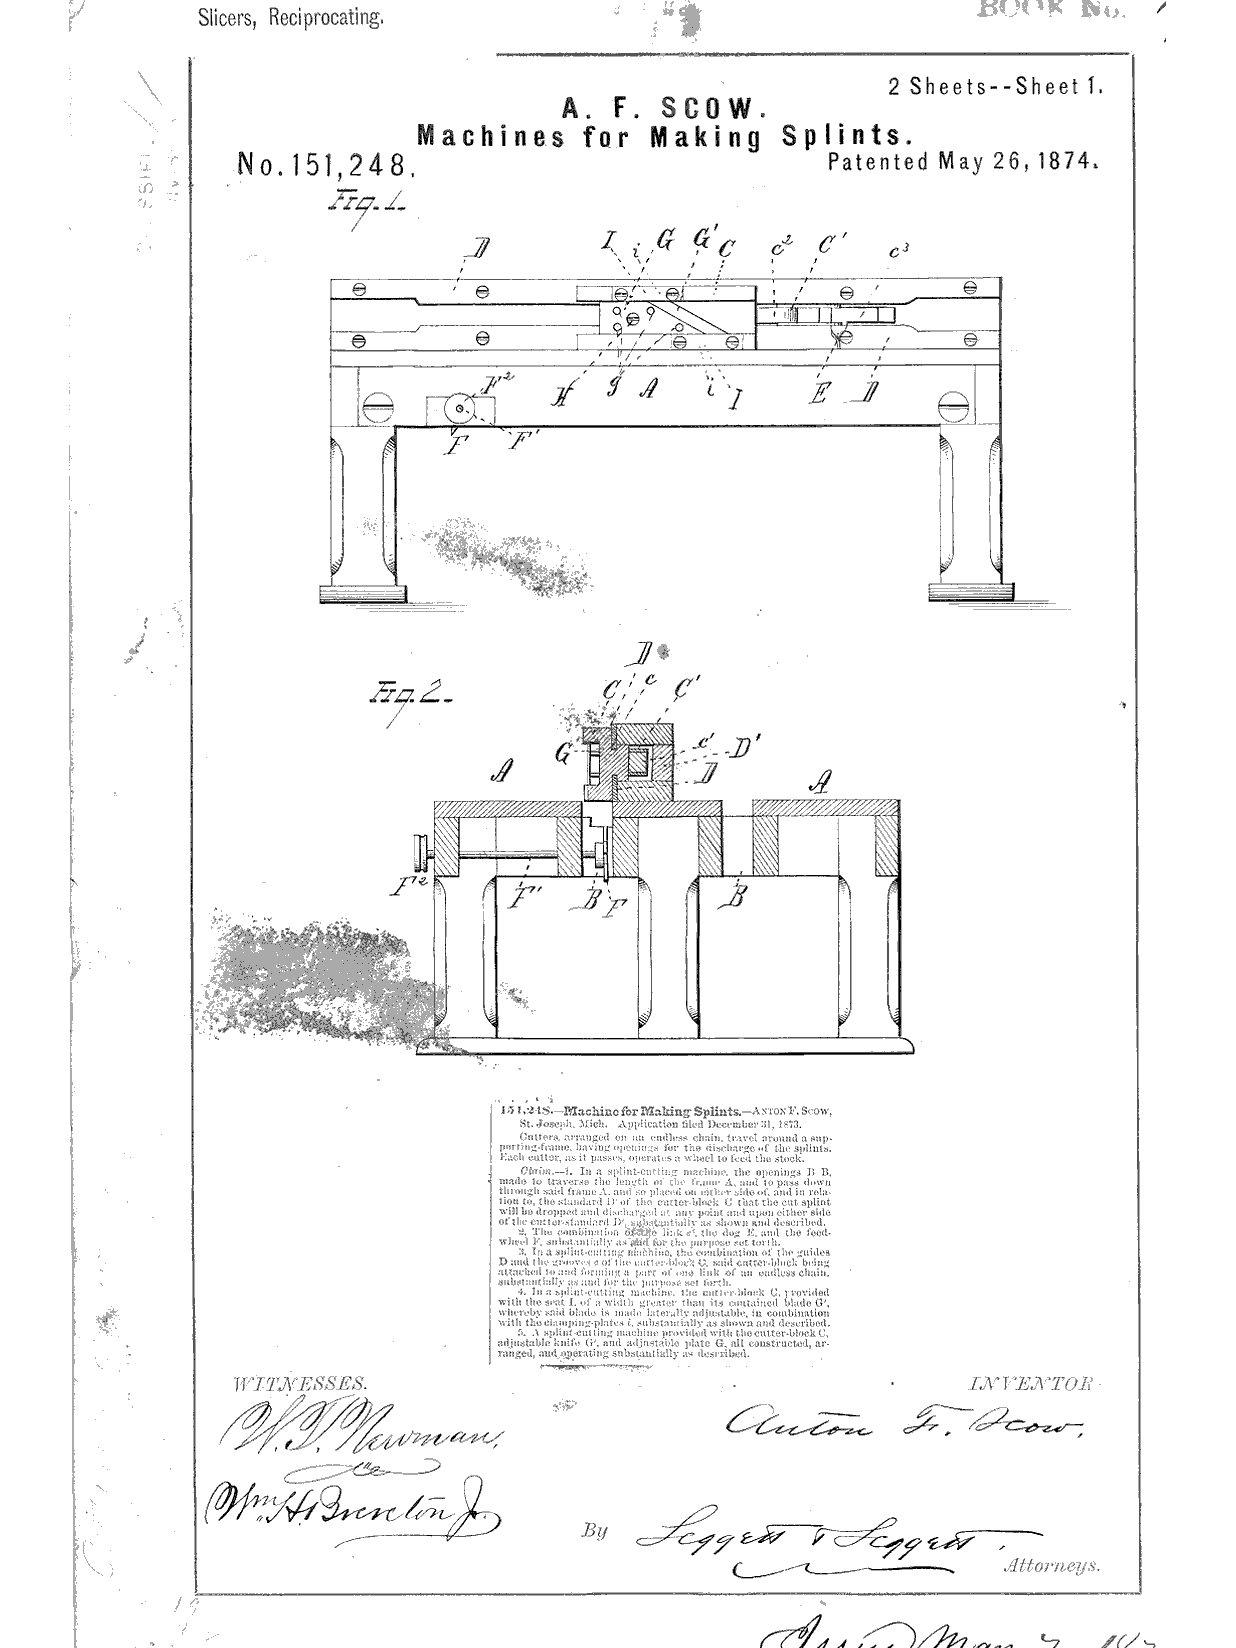 Slicers, Reciprocating.
BOOK No.
2 Sheets--Sheet 1.
A. F. SCOW.
Machines for Making Splints.
No. 151,248.
Patented May 26, 1874.
Fig. 1.
D I i G G' C c² C' c³
H g A i I E D
F² F F'
Fig. 2.
D
C c C'
G c' D'
A D A
F² F' B F B
151,248.—Machine for Making Splints.—ANTON F. SCOW,
St. Joseph, Mich. Application filed December 31, 1873.
Cutters, arranged on an endless chain, travel around a sup-
porting-frame, having openings for the discharge of the splints.
Each cutter, as it passes, operates a wheel to feed the stock.
Claim.—1. In a splint-cutting machine, the openings B B,
made to traverse the length of the frame A, and to pass down
through said frame A, and so placed on either side of, and in rela-
tion to, the standard D' of the cutter-block C that the cut splint
will be dropped and discharged at any point and upon either side
of the cutter-standard D', substantially as shown and described.
2. The combination of the link c³, the dog E, and the feed-
wheel F, substantially as and for the purpose set forth.
3. In a splint-cutting machine, the combination of the guides
D and the grooves c of the cutter-block C, said cutter-block being
attached to and forming a part of one link of an endless chain,
substantially as and for the purpose set forth.
4. In a splint-cutting machine, the cutter-block C, provided
with the seat I, of a width greater than its contained blade G',
whereby said blade is made laterally adjustable, in combination
with the clamping-plates i, substantially as shown and described.
5. A splint-cutting machine provided with the cutter-block C,
adjustable knife G', and adjustable plate G, all constructed, ar-
ranged, and operating substantially as described.
WITNESSES.
INVENTOR
W. T. Newman,
Anton F. Scow,
Wm. H. Brereton Jr.
By Leggett & Leggett.
Attorneys.